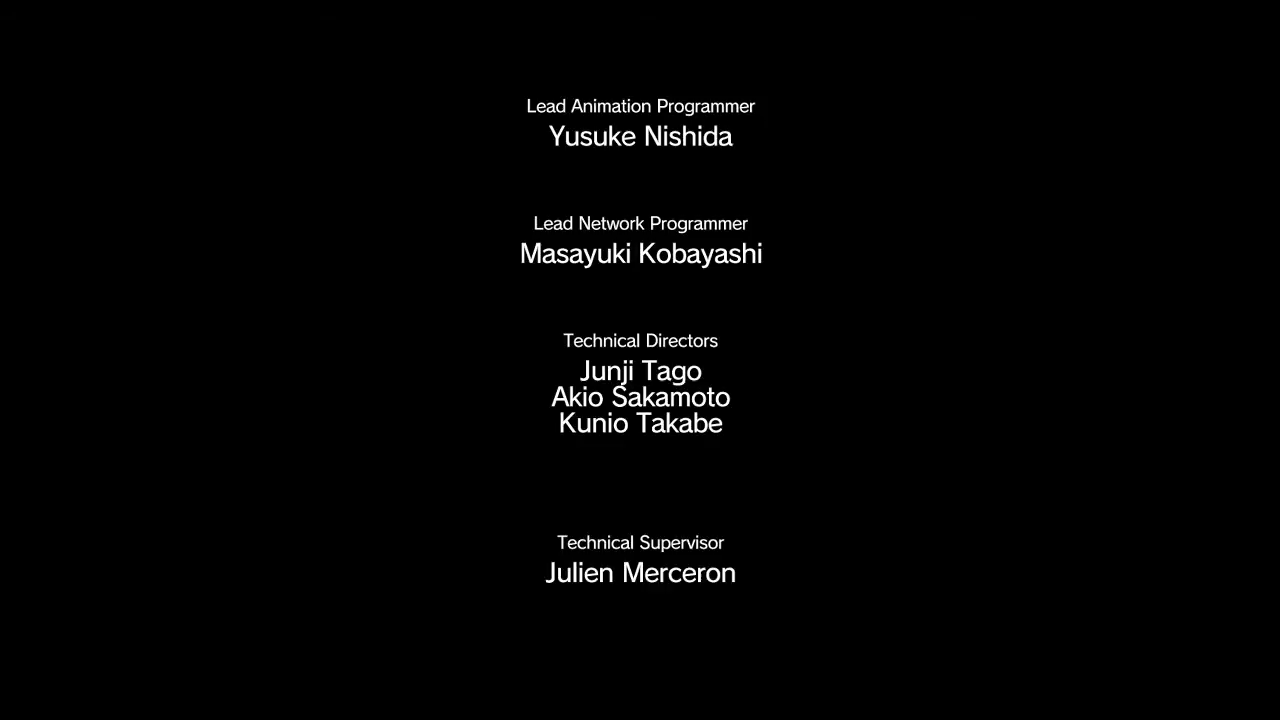 Lead Animation Programmer
Yusuke Nishida
Lead Network Programmer
Masayuki Kobayashi
Technical Directors
Junji Tago
Akio Sakamoto
Kunio Takabe
Technical Supervisor
Julien Merceron